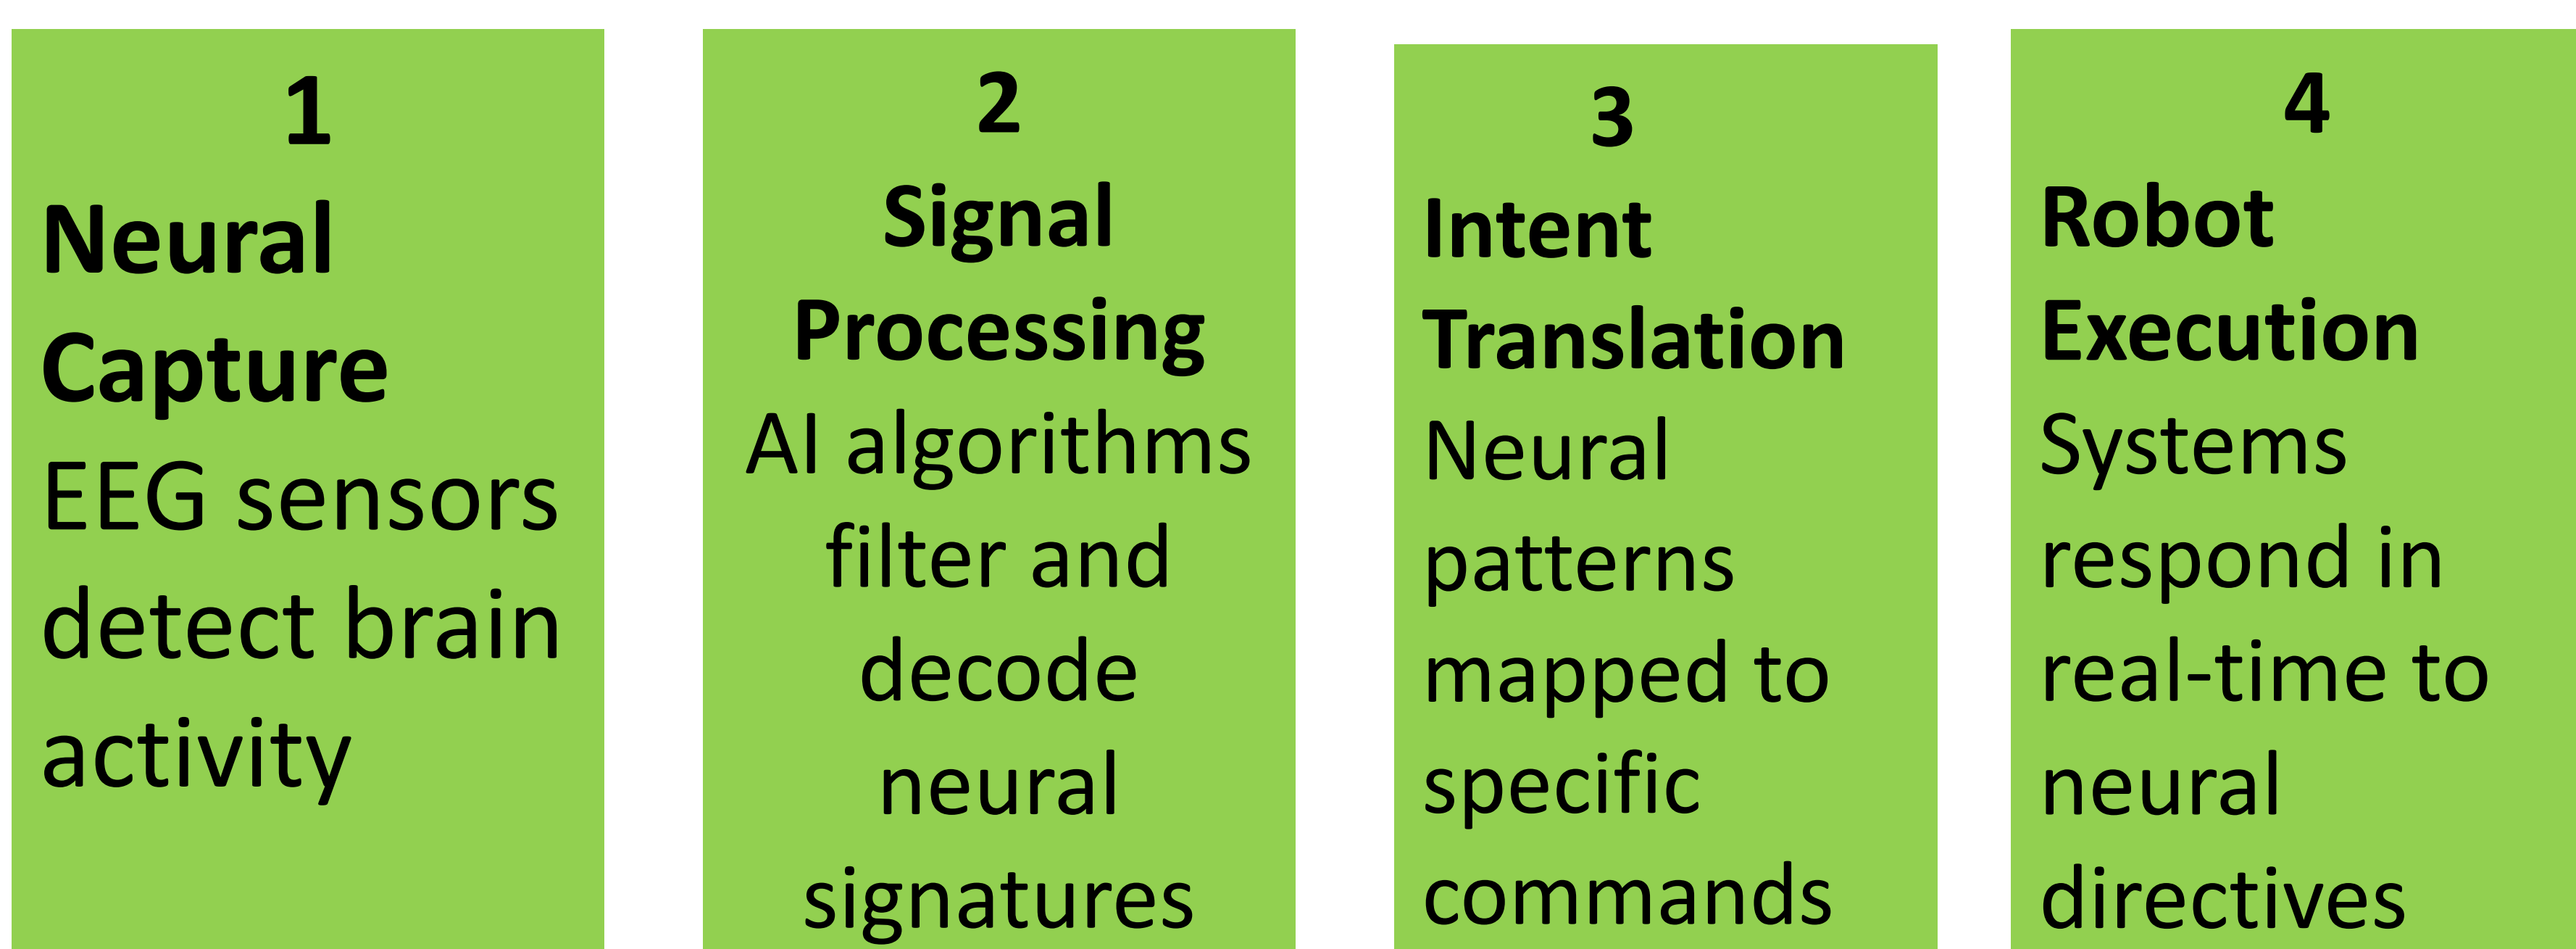 1
Neural
Capture
EEG sensors
detect brain
activity
2
Signal
Processing
AI algorithms
filter and
decode
neural
signatures
3
Intent
Translation
Neural
patterns
mapped to
specific
commands
4
Robot
Execution
Systems
respond in
real-time to
neural
directives